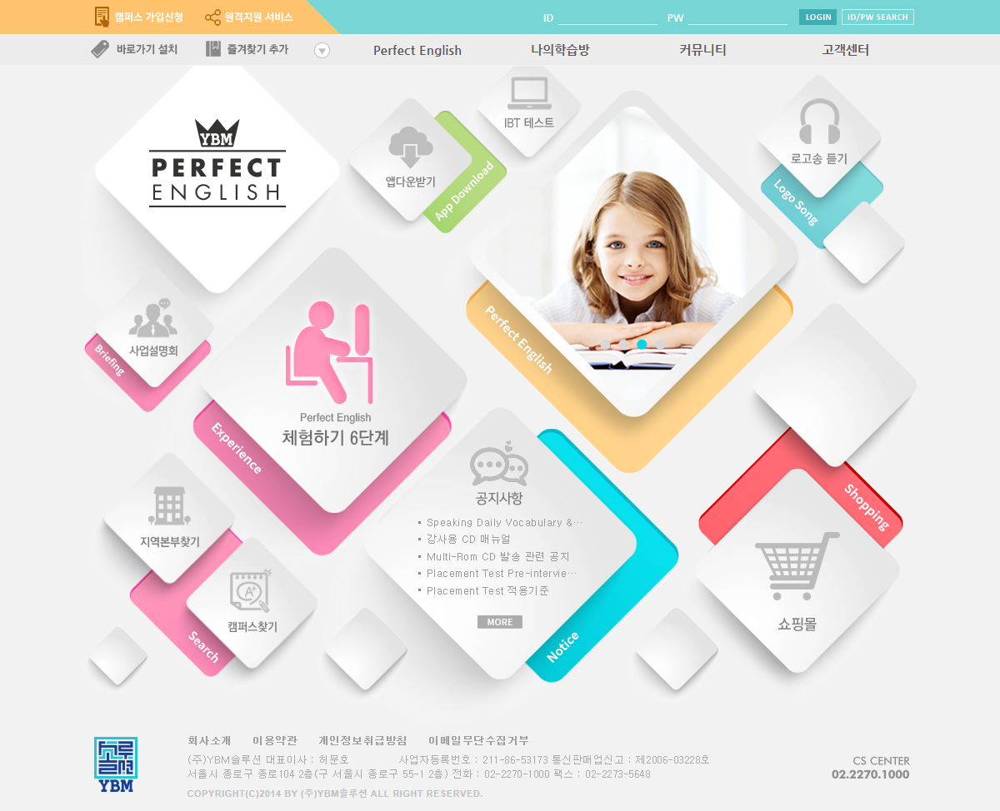 캠퍼스 가입신청
원격지원 서비스
ID
PW
LOGIN
ID/PW SEARCH
바로가기 설치
즐겨찾기 추가
Perfect English
나의학습방
커뮤니티
고객센터
YBM
PERFECT
ENGLISH
앱다운받기
App Download
IBT 테스트
로고송 듣기
Logo Song
사업설명회
Briefing
Perfect English
체험하기 6단계
Experience
Perfect English
공지사항
• Speaking Daily Vocabulary &···
• 강사용 CD 매뉴얼
• Multi-Rom CD 발송 관련 공지
• Placement Test Pre-intervie···
• Placement Test 적용기준
MORE
Notice
Shopping
쇼핑몰
지역본부찾기
A+
캠퍼스찾기
Search
솔루션
YBM
회사소개 이용약관 개인정보취급방침 이메일무단수집거부
(주)YBM솔루션 대표이사 : 허문호 사업자등록번호 : 211-86-53173 통신판매업신고 : 제2006-03228호
서울시 종로구 종로104 2층(구 서울시 종로구 55-1 2층) 전화 : 02-2270-1000 팩스 : 02-2273-5648
COPYRIGHT(C)2014 BY (주)YBM솔루션 ALL RIGHT RESERVED.
CS CENTER
02.2270.1000